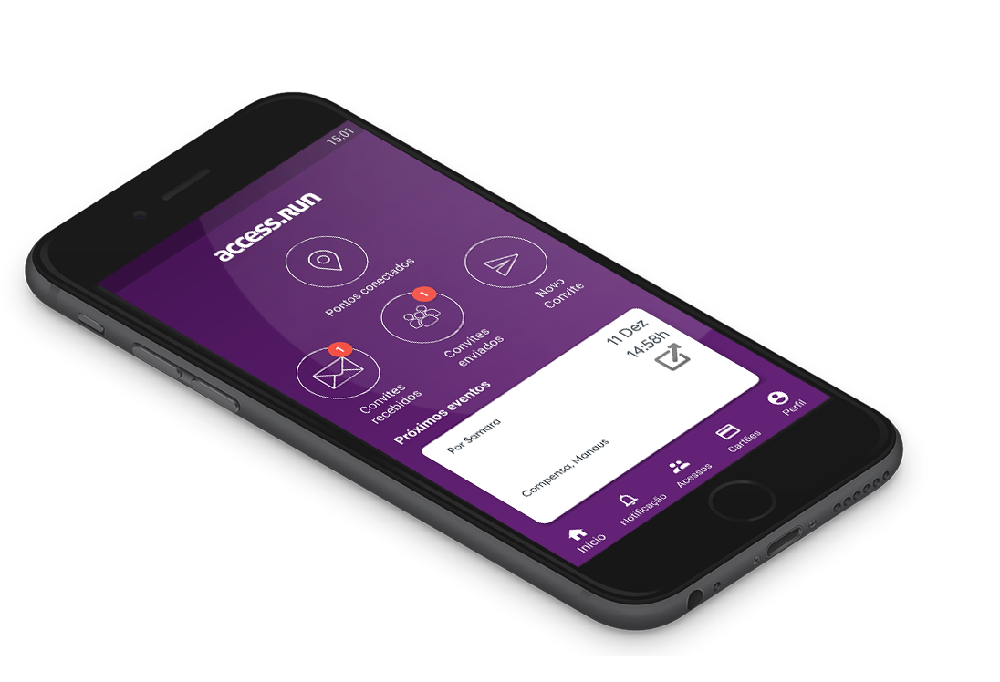 15:01
access.run
Pontos conectados
Novo
Convite
1
Convites
enviados
1
Convites
recebidos
Próximos eventos
11 Dez
14:58h
Por Samara
Compensa, Manaus
Início
Notificação
Acessos
Cartões
Perfil